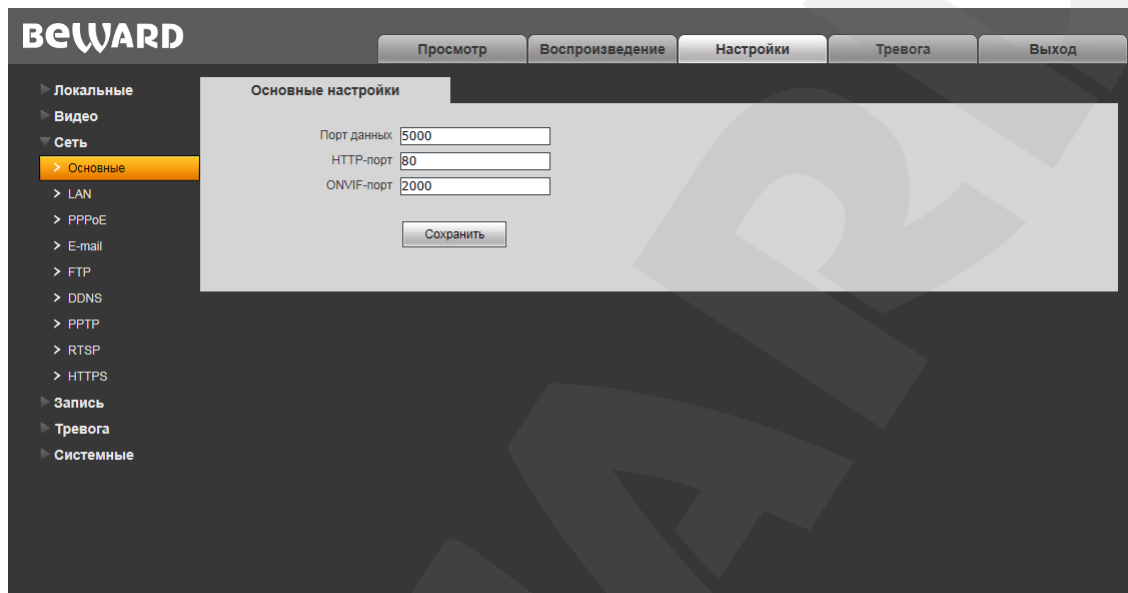 BEWARD
Просмотр
Воспроизведение
Настройки
Тревога
Выход
Локальные
Видео
Сеть
Основные
LAN
PPPoE
E-mail
FTP
DDNS
PPTP
RTSP
HTTPS
Запись
Тревога
Системные
Основные настройки
Порт данных 5000
HTTP-порт 80
ONVIF-порт 2000
Сохранить